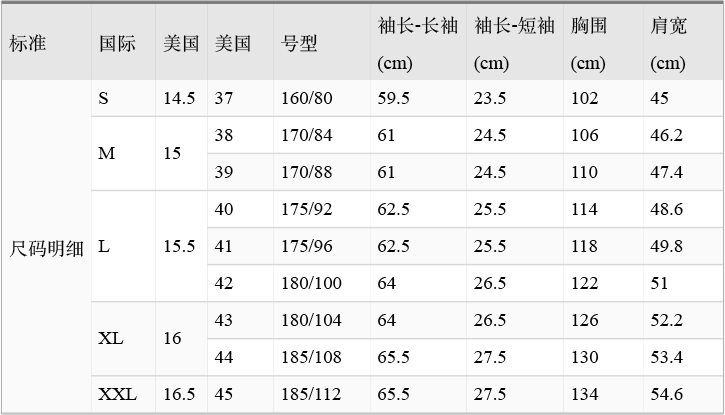 标准 国际 美国 美国 号型 袖长-长袖 (cm) 袖长-短袖 (cm) 胸围 (cm) 肩宽 (cm)
尺码明细 S 14.5 37 160/80 59.5 23.5 102 45
M 15 38 170/84 61 24.5 106 46.2
39 170/88 61 24.5 110 47.4
L 15.5 40 175/92 62.5 25.5 114 48.6
41 175/96 62.5 25.5 118 49.8
42 180/100 64 26.5 122 51
XL 16 43 180/104 64 26.5 126 52.2
44 185/108 65.5 27.5 130 53.4
XXL 16.5 45 185/112 65.5 27.5 134 54.6